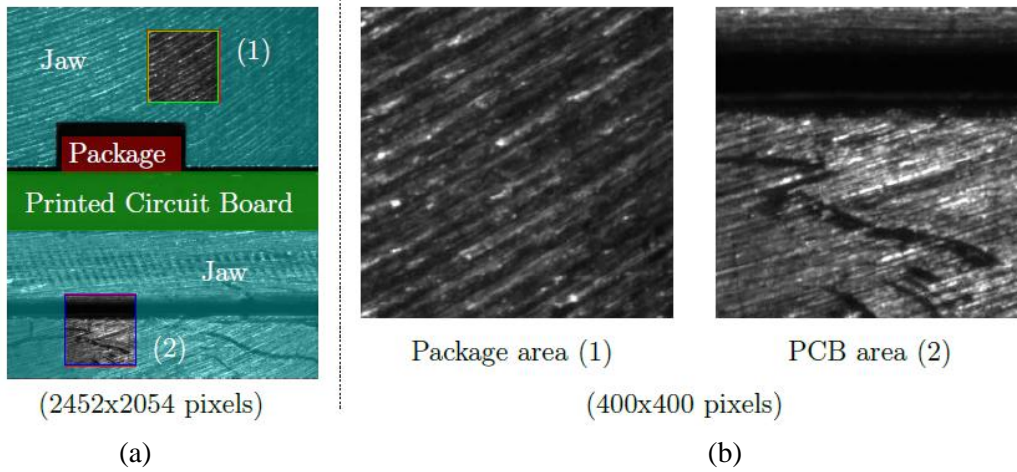 Jaw
(1)
Package
Printed Circuit Board
Jaw
(2)
(2452x2054 pixels)
(a)
Package area (1)
PCB area (2)
(400x400 pixels)
(b)